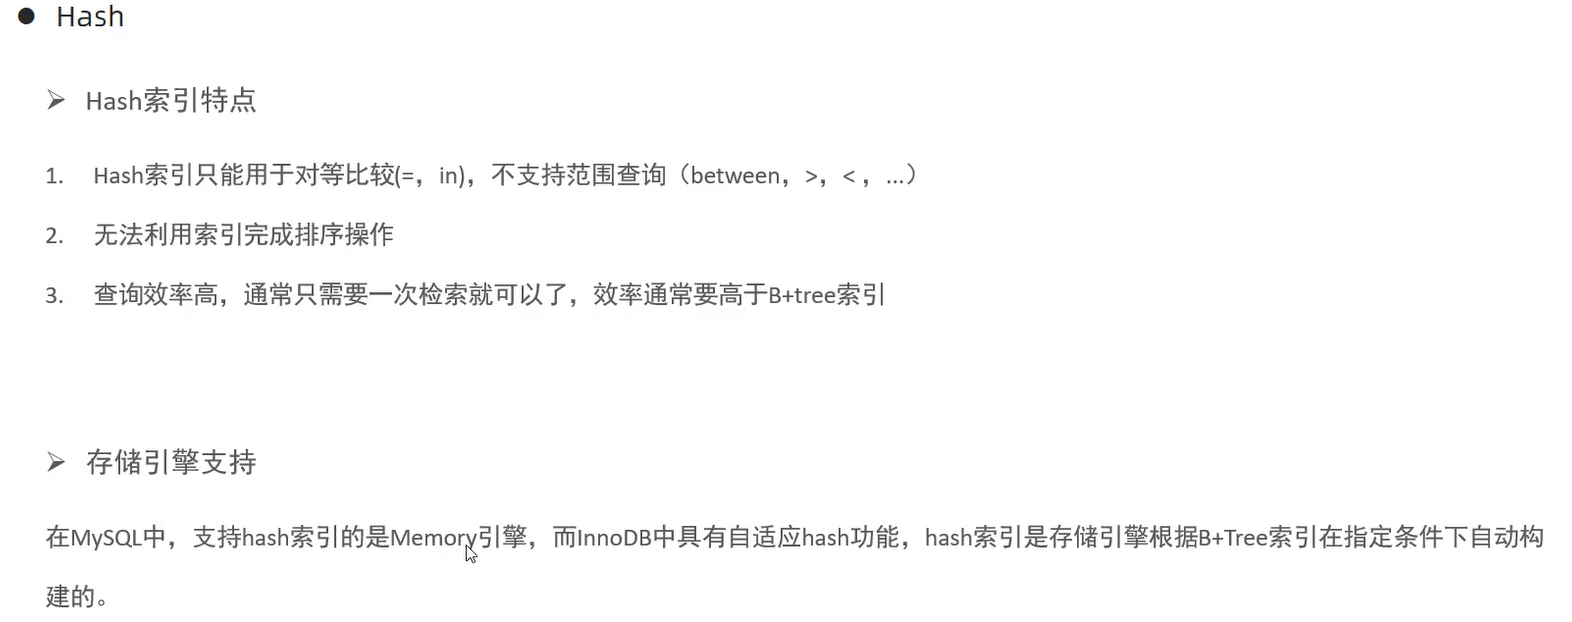 ● Hash
➢ Hash索引特点
1. Hash索引只能用于对等比较(=，in)，不支持范围查询（between，>，< ，...）
2. 无法利用索引完成排序操作
3. 查询效率高，通常只需要一次检索就可以了，效率通常要高于B+tree索引
➢ 存储引擎支持
在MySQL中，支持hash索引的是Memory引擎，而InnoDB中具有自适应hash功能，hash索引是存储引擎根据B+Tree索引在指定条件下自动构
建的。